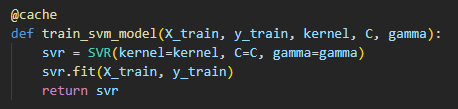 @cache
def train_svm_model(X_train, y_train, kernel, C, gamma):
    svr = SVR(kernel=kernel, C=C, gamma=gamma)
    svr.fit(X_train, y_train)
    return svr